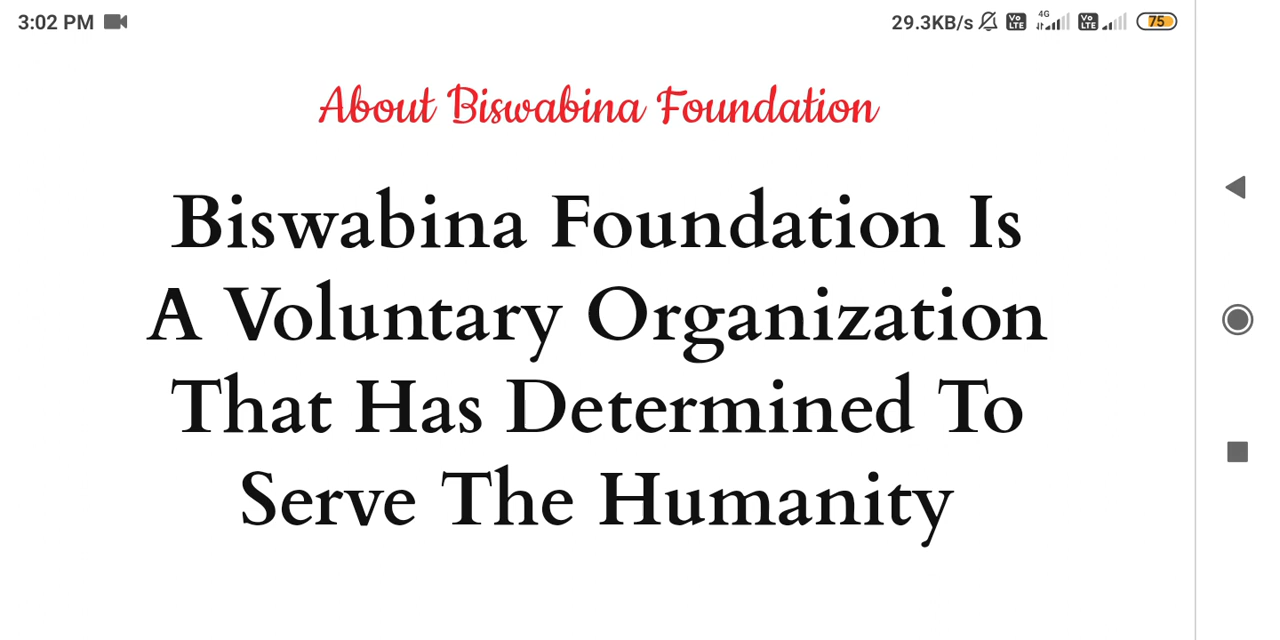 3:02 PM
29.3KB/s Vo LTE 4G Vo LTE 75
About Biswabina Foundation
Biswabina Foundation Is
A Voluntary Organization
That Has Determined To
Serve The Humanity